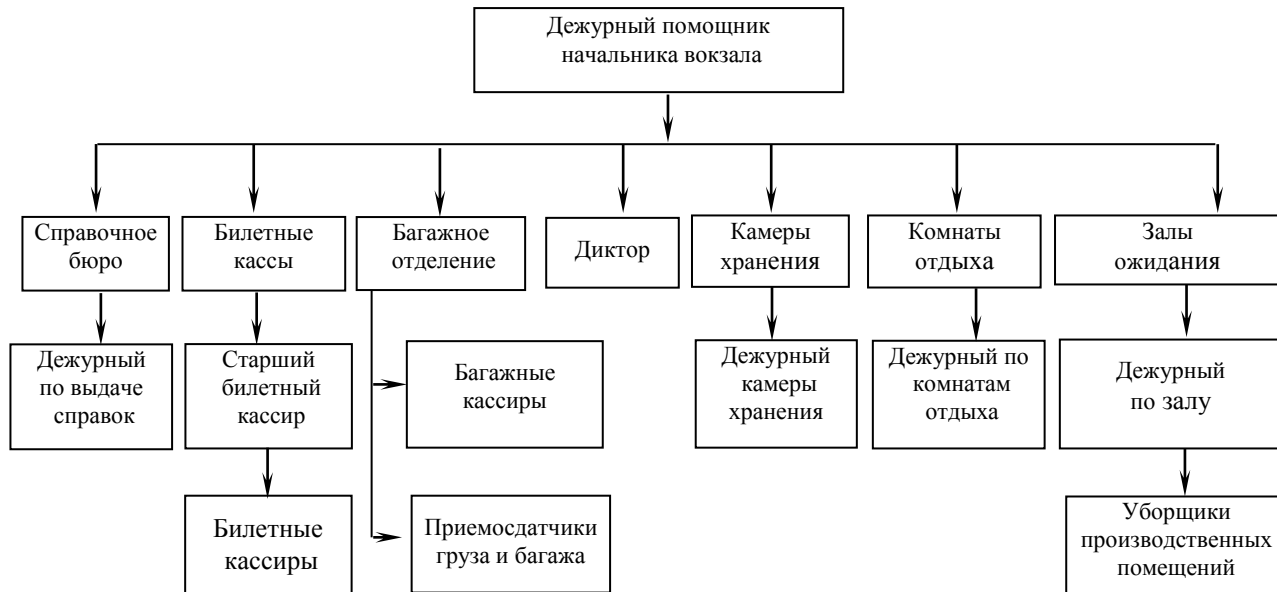 Дежурный помощник
начальника вокзала
Справочное
бюро
Билетные
кассы
Багажное
отделение
Диктор
Камеры
хранения
Комнаты
отдыха
Залы
ожидания
Дежурный
по выдаче
справок
Старший
билетный
кассир
Багажные
кассиры
Дежурный
камеры
хранения
Дежурный по
комнатам
отдыха
Дежурный
по залу
Билетные
кассиры
Приемосдатчики
груза и багажа
Уборщики
производственных
помещений